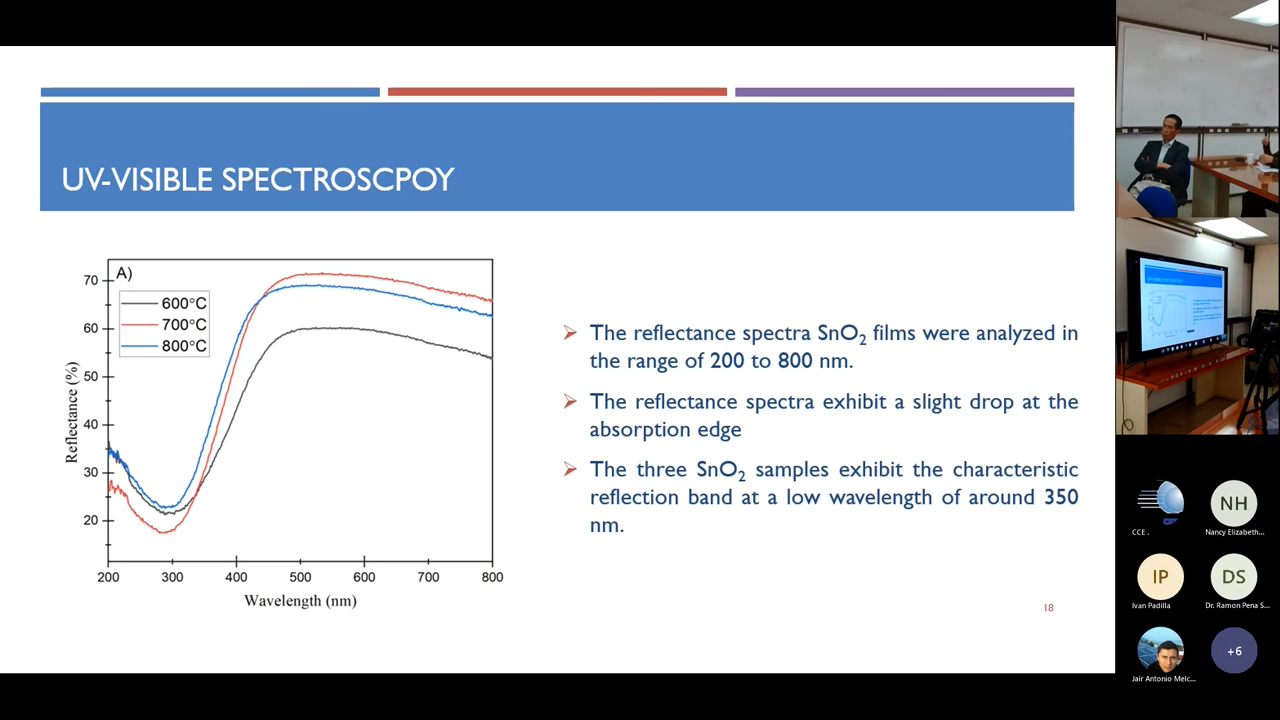 UV-VISIBLE SPECTROSCPOY
A)
600°C
700°C
800°C
70
60
50
40
30
20
Reflectance (%)
200 300 400 500 600 700 800
Wavelength (nm)
➢ The reflectance spectra SnO₂ films were analyzed in
the range of 200 to 800 nm.
➢ The reflectance spectra exhibit a slight drop at the
absorption edge
➢ The three SnO₂ samples exhibit the characteristic
reflection band at a low wavelength of around 350
nm.
18
CCE .
NH
Nancy Elizabeth...
IP
Ivan Padilla
DS
Dr. Ramon Pena S...
Jair Antonio Melc...
+6